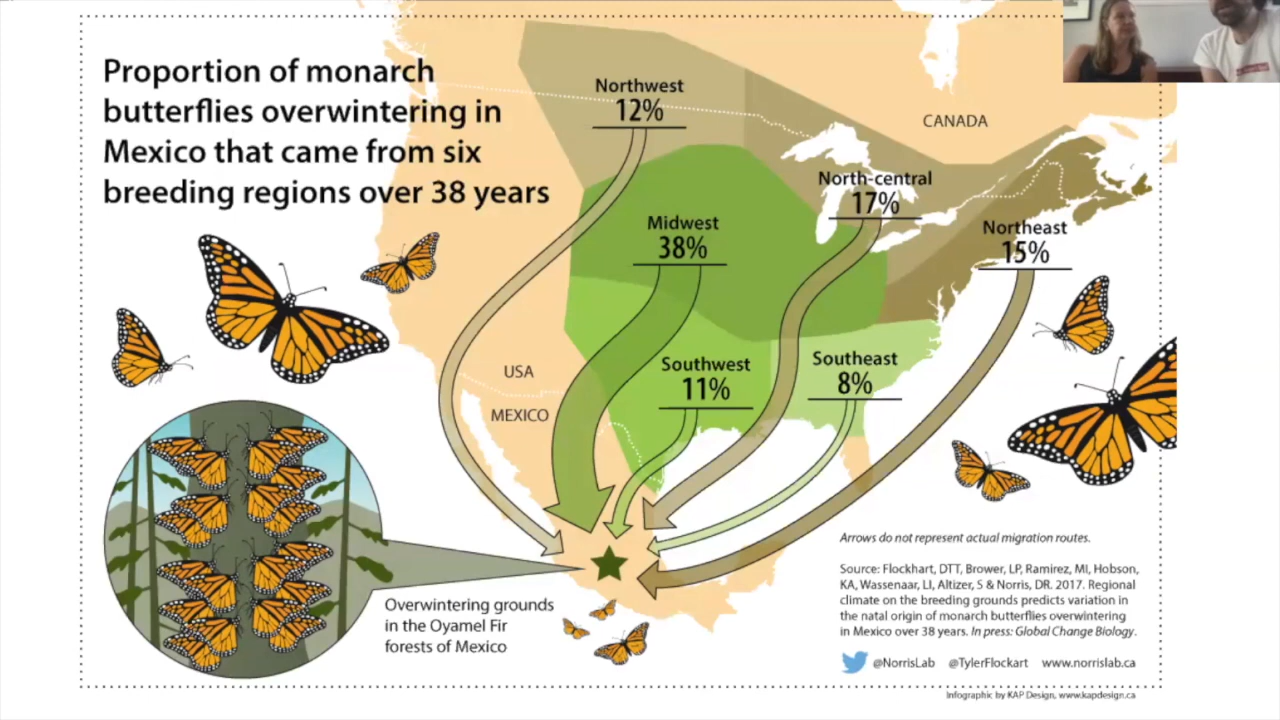 Proportion of monarch
butterflies overwintering in
Mexico that came from six
breeding regions over 38 years
Northwest
12%
CANADA
North-central
17%
Midwest
38%
Northeast
15%
USA
MEXICO
Southwest
11%
Southeast
8%
Overwintering grounds
in the Oyamel Fir
forests of Mexico
Arrows do not represent actual migration routes.
Source: Flockhart, DTT, Brower, LP, Ramirez, MI, Hobson,
KA, Wassenaar, LI, Altizer, S & Norris, DR. 2017. Regional
climate on the breeding grounds predicts variation in
the natal origin of monarch butterflies overwintering
in Mexico over 38 years. In press: Global Change Biology.
@NorrisLab @TylerFlockart www.norrislab.ca
Infographic by KAP Design, www.kapdesign.ca